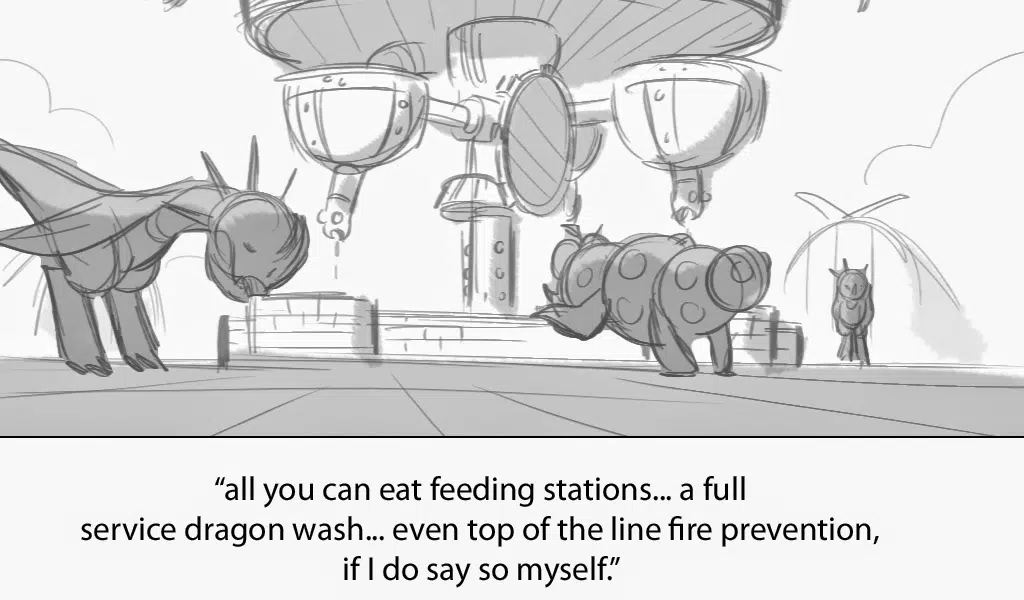 “all you can eat feeding stations... a full
service dragon wash... even top of the line fire prevention,
if I do say so myself.”